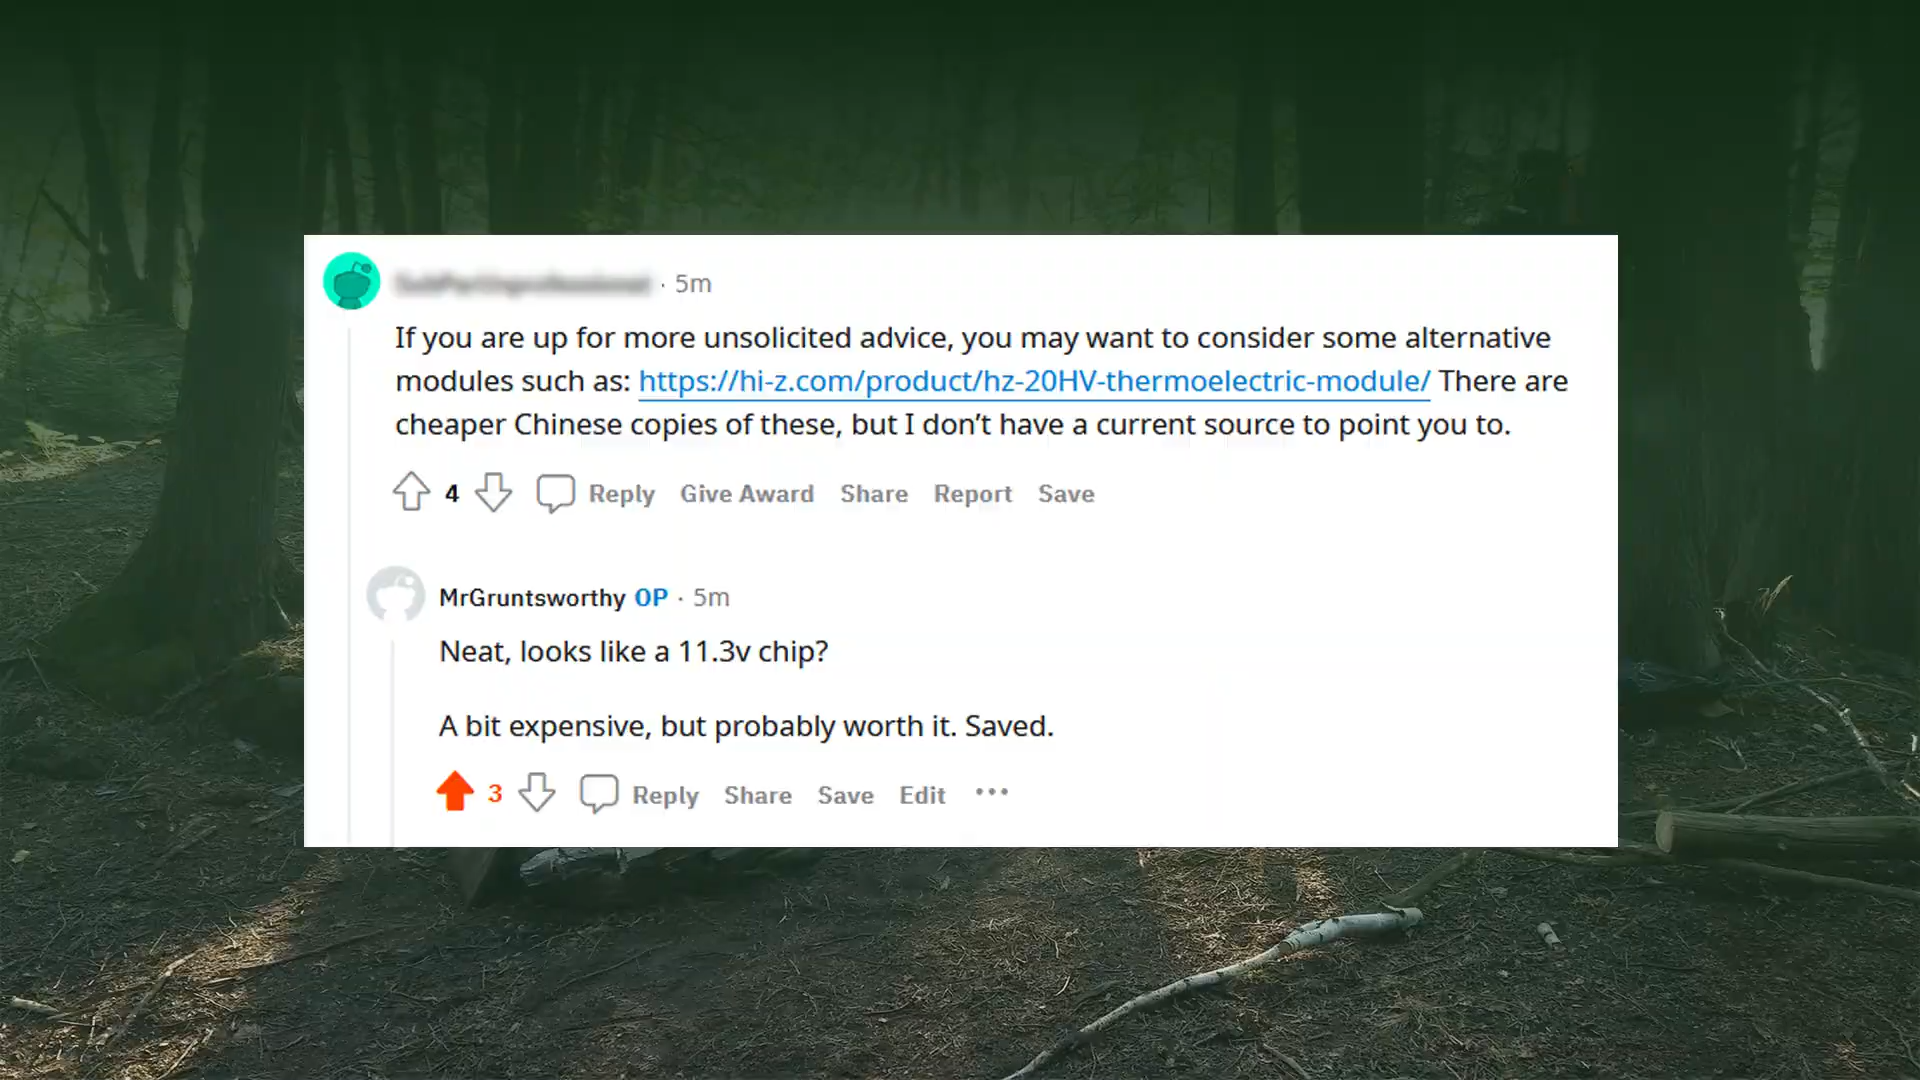 · 5m
If you are up for more unsolicited advice, you may want to consider some alternative
modules such as: https://hi-z.com/product/hz-20HV-thermoelectric-module/ There are
cheaper Chinese copies of these, but I don’t have a current source to point you to.
4 Reply Give Award Share Report Save
MrGruntsworthy OP · 5m
Neat, looks like a 11.3v chip?
A bit expensive, but probably worth it. Saved.
3 Reply Share Save Edit ···